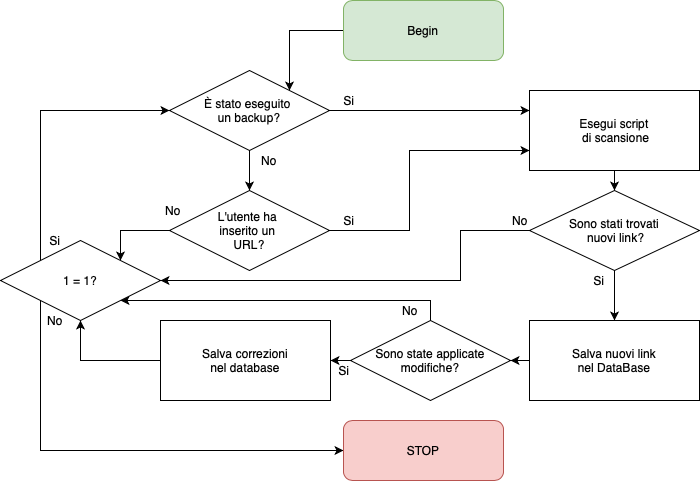 Begin
È stato eseguito
un backup?
Si
Esegui script
di scansione
No
L'utente ha
inserito un
URL?
No
Si
No
Sono stati trovati
nuovi link?
Si
1 = 1?
Si
No
No
Salva correzioni
nel database
Sono state applicate
modifiche?
Si
Salva nuovi link
nel DataBase
STOP